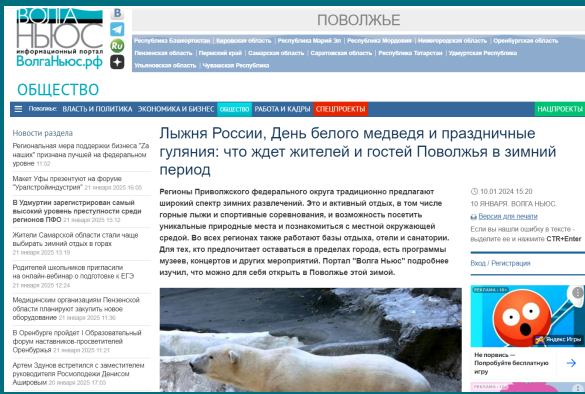 ВОЛГА
НЬЮС
информационный портал
ВолгаНьюс.рф
В
Ru
ПОВОЛЖЬЕ
Республика Башкортостан | Кировская область | Республика Марий Эл | Республика Мордовия | Нижегородская область | Оренбургская область
Пензенская область | Пермский край | Самарская область | Саратовская область | Республика Татарстан | Удмуртская Республика
Ульяновская область | Чувашская Республика
ОБЩЕСТВО
Поволжье: ВЛАСТЬ И ПОЛИТИКА ЭКОНОМИКА И БИЗНЕС ОБЩЕСТВО РАБОТА И КАДРЫ СПЕЦПРОЕКТЫ НАЦПРОЕКТЫ
Новости раздела
Региональная мера поддержки бизнеса "Za
наших" признана лучшей на федеральном
уровне 11:52
Макет Уфы презентуют на форуме
"Уралстройиндустрия" 21 января 2025 16:05
В Удмуртии зарегистрирован самый
высокий уровень преступности среди
регионов ПФО 21 января 2025 15:12
Жители Самарской области стали чаще
выбирать зимний отдых в горах
21 января 2025 13:19
Родителей школьников пригласили
на онлайн-вебинар о подготовке к ЕГЭ
21 января 2025 12:24
Медицинским организациям Пензенской
области планируют закупить новое
оборудование 21 января 2025 11:36
В Оренбурге пройдет I Образовательный
форум наставников-просветителей
Оренбуржья 21 января 2025 11:21
Артем Здунов встретился с заместителем
руководителя Росмолодежи Денисом
Ашировым 20 января 2025 17:03
Лыжня России, День белого медведя и праздничные
гуляния: что ждет жителей и гостей Поволжья в зимний
период
Регионы Приволжского федерального округа традиционно предлагают
широкий спектр зимних развлечений. Это и активный отдых, в том числе
горные лыжи и спортивные соревнования, и возможность посетить
уникальные природные места и познакомиться с местной окружающей
средой. Во всех регионах также работают базы отдыха, отели и санатории.
Для тех, кто предпочитает оставаться в пределах города, есть программы
музеев, концертов и других мероприятий. Портал "Волга Ньюс" подробнее
изучил, что можно для себя открыть в Поволжье этой зимой.
10.01.2024 15:20
10 ЯНВАРЯ. ВОЛГА НЬЮС.
Версия для печати
Если вы нашли ошибку в тексте -
выделите ее и нажмите CTR+Enter
Вход / Регистрация
РЕКЛАМА · 16+
Яндекс Игры
Не порвись —
Попробуйте бесплатную
игру